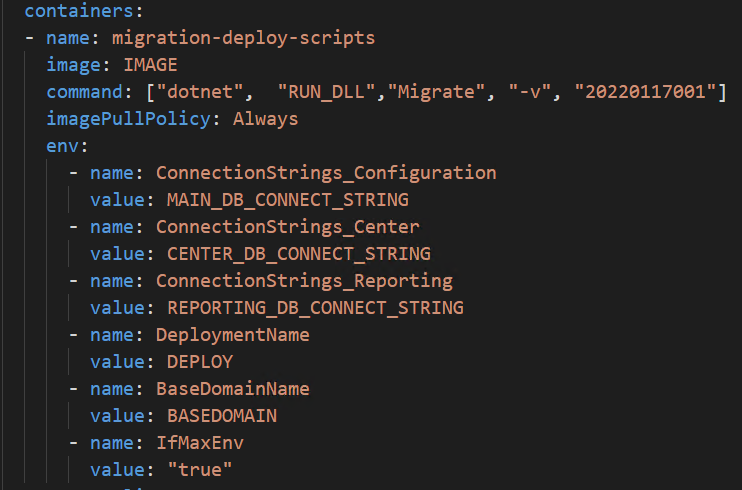 containers:
- name: migration-deploy-scripts
image: IMAGE
command: ["dotnet",  "RUN_DLL","Migrate", "-v", "20220117001"]
imagePullPolicy: Always
env:
- name: ConnectionStrings_Configuration
value: MAIN_DB_CONNECT_STRING
- name: ConnectionStrings_Center
value: CENTER_DB_CONNECT_STRING
- name: ConnectionStrings_Reporting
value: REPORTING_DB_CONNECT_STRING
- name: DeploymentName
value: DEPLOY
- name: BaseDomainName
value: BASEDOMAIN
- name: IfMaxEnv
value: "true"